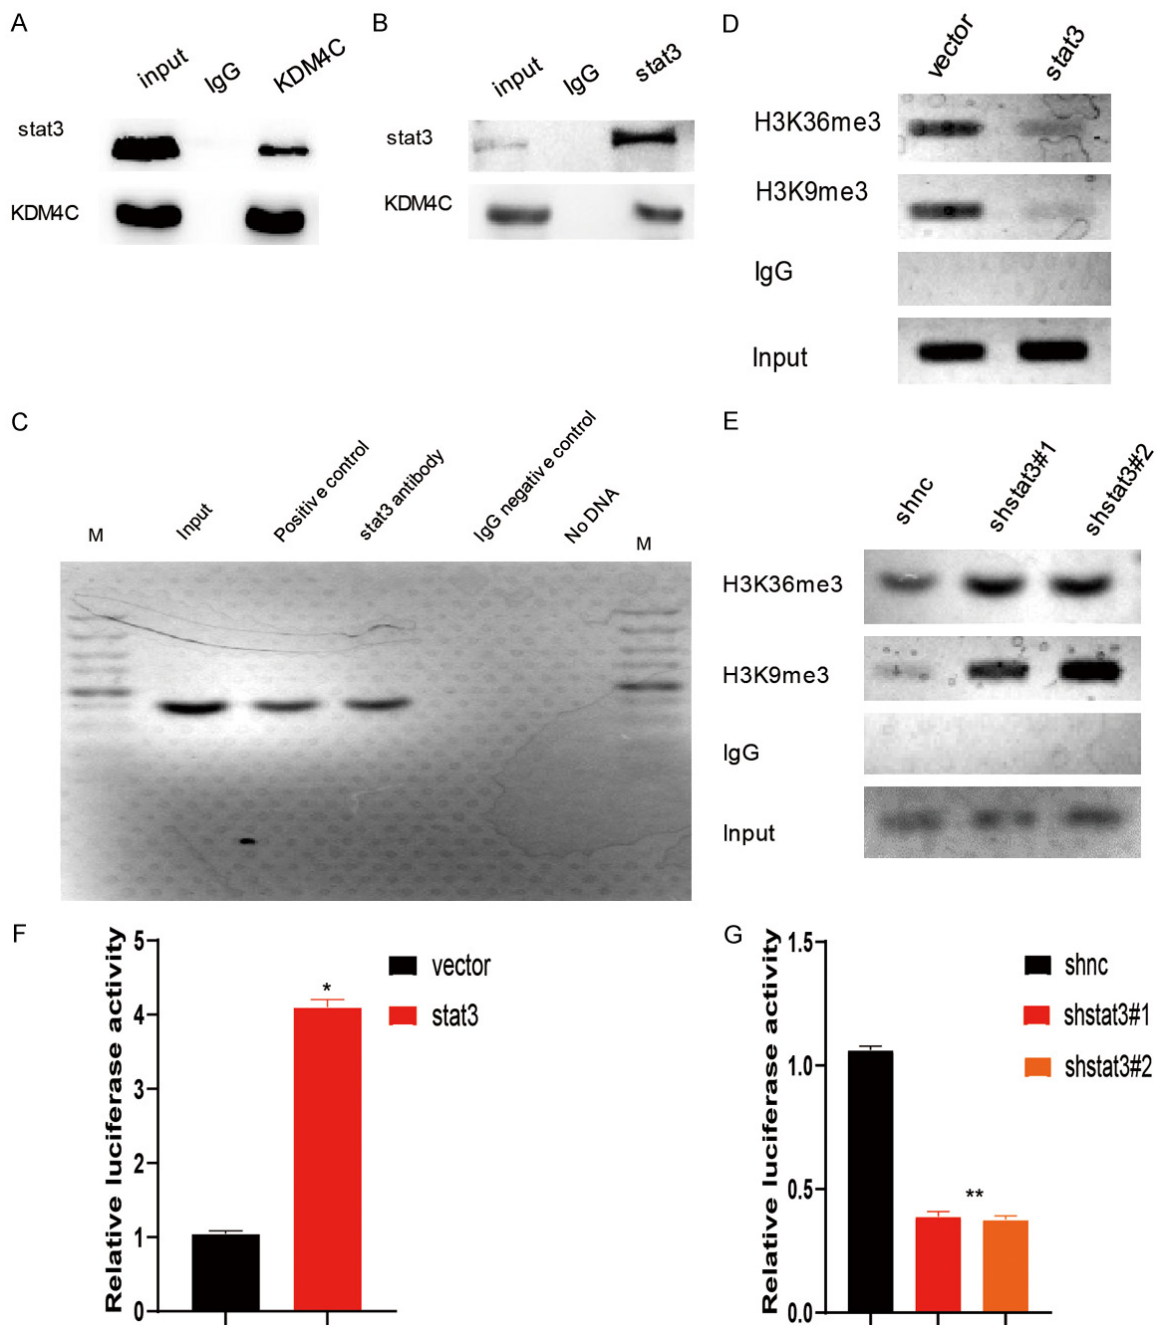 A
input
IgG
KDM4C
stat3
KDM4C
B
input
IgG
stat3
stat3
KDM4C
D
vector
stat3
H3K36me3
H3K9me3
IgG
Input
C
M
Input
Positive control
stat3 antibody
IgG negative control
No DNA
M
E
shnc
shstat3#1
shstat3#2
H3K36me3
H3K9me3
IgG
Input
F
Relative luciferase activity
5
4
3
2
1
0
*
vector
stat3
G
Relative luciferase activity
1.5
1.0
0.5
0.0
**
shnc
shstat3#1
shstat3#2